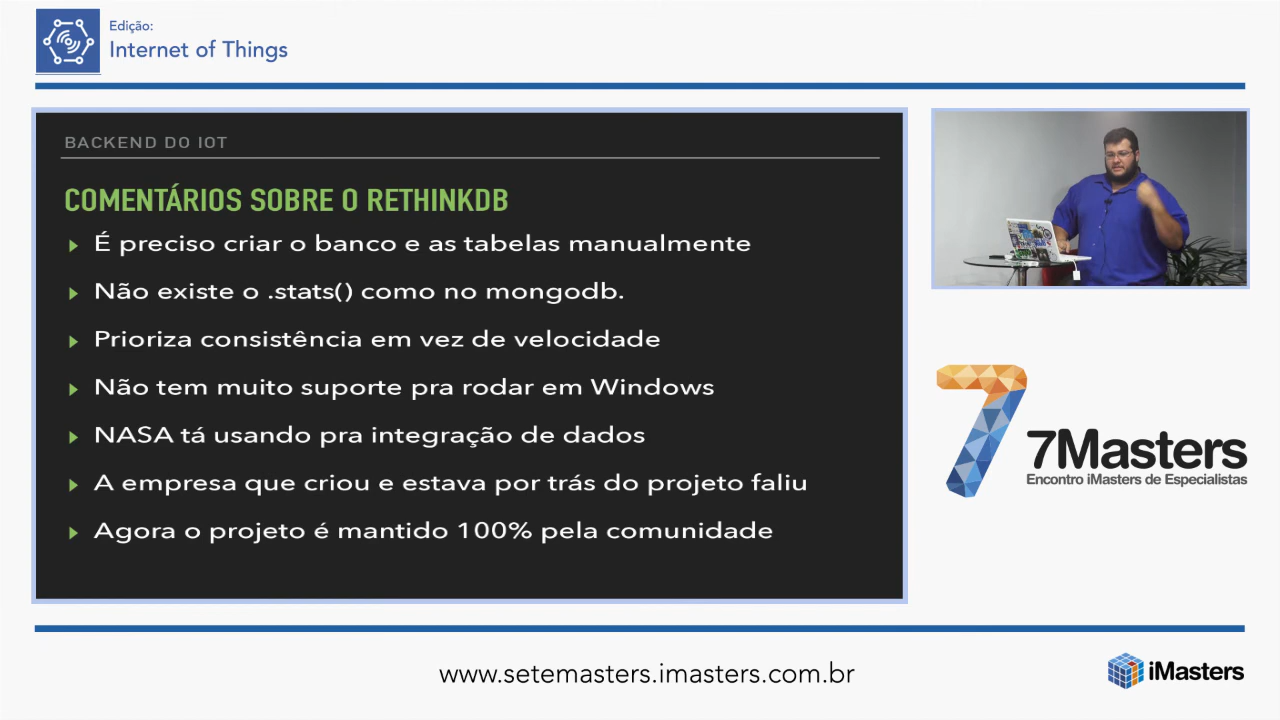 Edição:
Internet of Things
BACKEND DO IOT
COMENTÁRIOS SOBRE O RETHINKDB
É preciso criar o banco e as tabelas manualmente
Não existe o .stats() como no mongodb.
Prioriza consistência em vez de velocidade
Não tem muito suporte pra rodar em Windows
NASA tá usando pra integração de dados
A empresa que criou e estava por trás do projeto faliu
Agora o projeto é mantido 100% pela comunidade
7
7Masters
Encontro iMasters de Especialistas
www.setemasters.imasters.com.br
iMasters